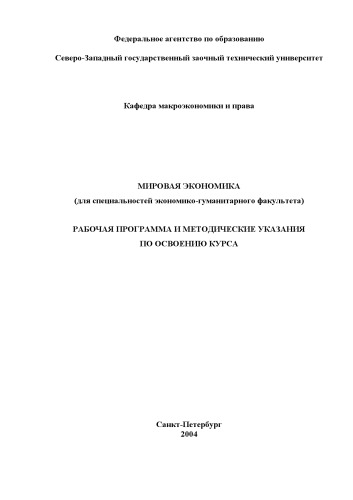 Федеральное агентство по образованию
Северо-Западный государственный заочный технический университет
Кафедра макроэкономики и права
МИРОВАЯ ЭКОНОМИКА
(для специальностей экономико-гуманитарного факультета)
РАБОЧАЯ ПРОГРАММА И МЕТОДИЧЕСКИЕ УКАЗАНИЯ
ПО ОСВОЕНИЮ КУРСА
Санкт-Петербург
2004